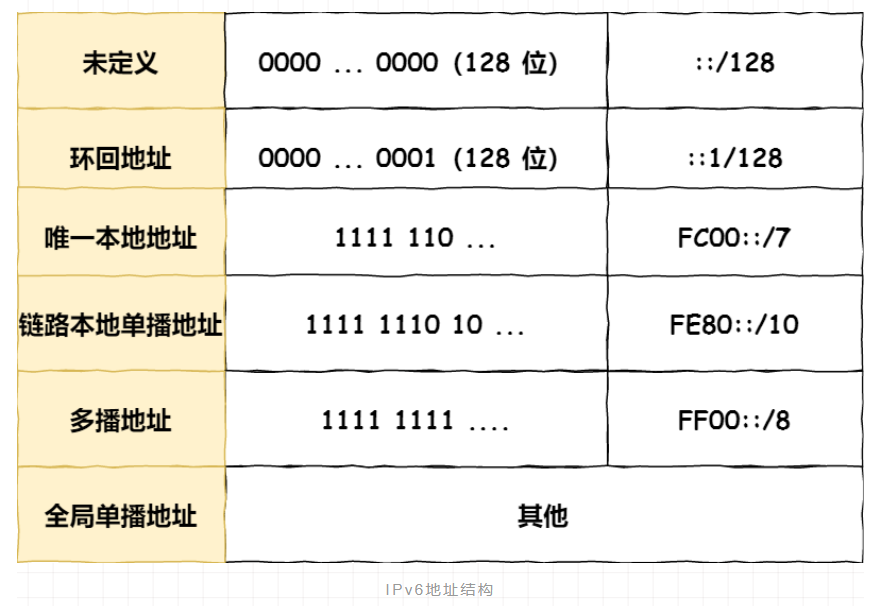 未定义 0000 ... 0000 (128 位) ::/128
环回地址 0000 ... 0001 (128 位) ::1/128
唯一本地地址 1111 110 ... FC00::/7
链路本地单播地址 1111 1110 10 ... FE80::/10
多播地址 1111 1111 .... FF00::/8
全局单播地址 其他
IPv6地址结构